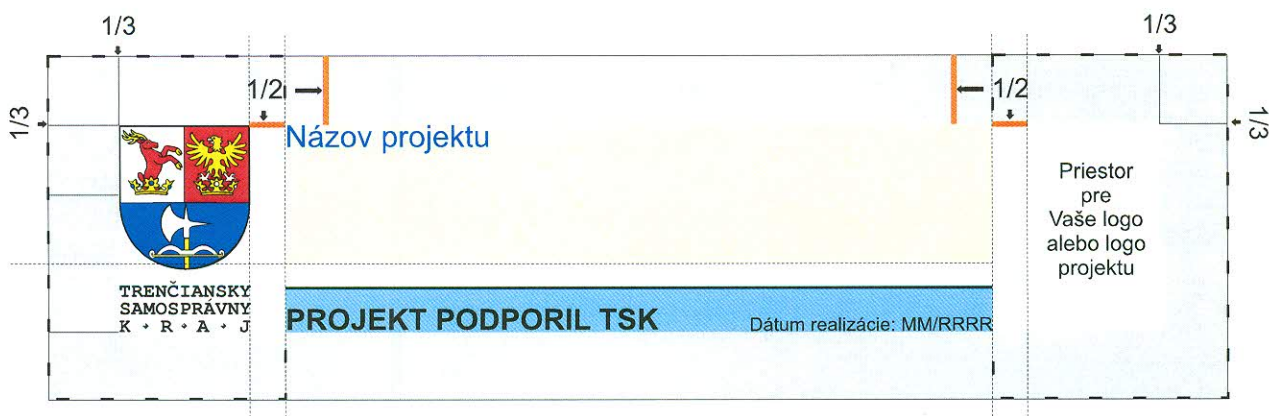 1/3
1/3
1/2
1/2
1/3
1/3
Názov projektu
Priestor
pre
Vaše logo
alebo logo
projektu
TRENČIANSKY
SAMOSPRÁVNY
K • R • A • J
PROJEKT PODPORIL TSK
Dátum realizácie: MM/RRRR